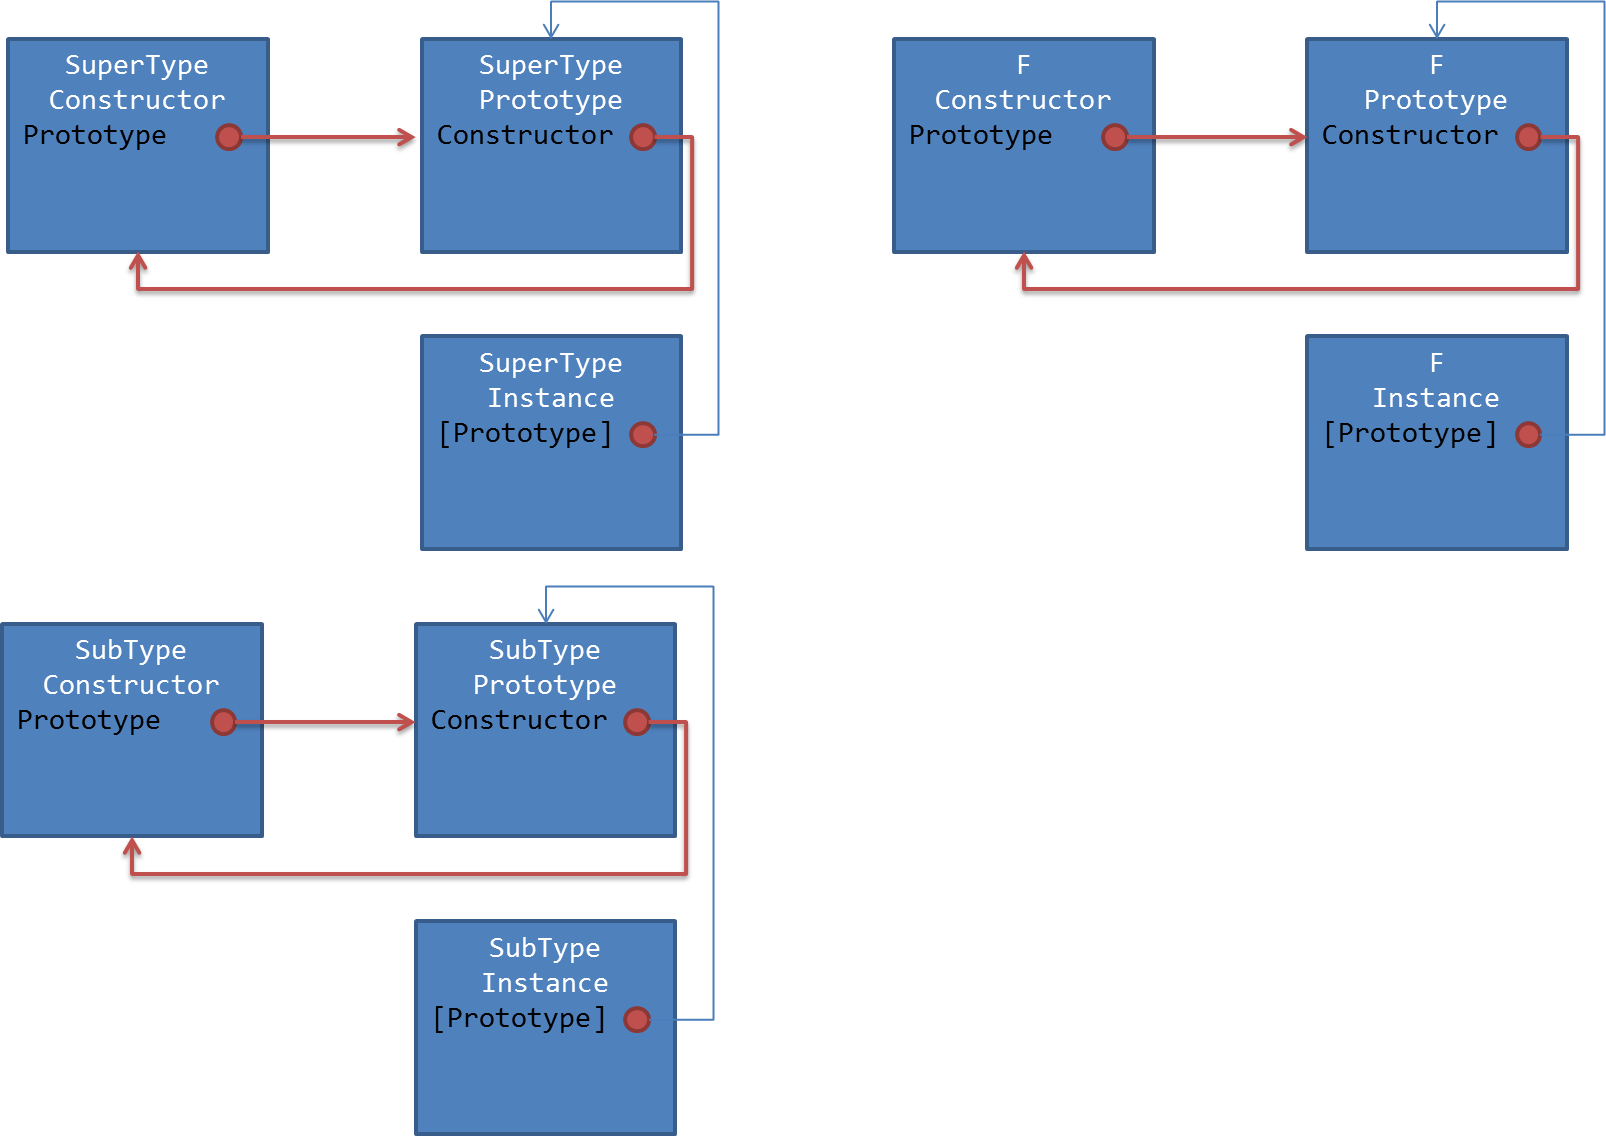 SuperType
Constructor
Prototype
SuperType
Prototype
Constructor
F
Constructor
Prototype
F
Prototype
Constructor
SuperType
Instance
[Prototype]
F
Instance
[Prototype]
SubType
Constructor
Prototype
SubType
Prototype
Constructor
SubType
Instance
[Prototype]